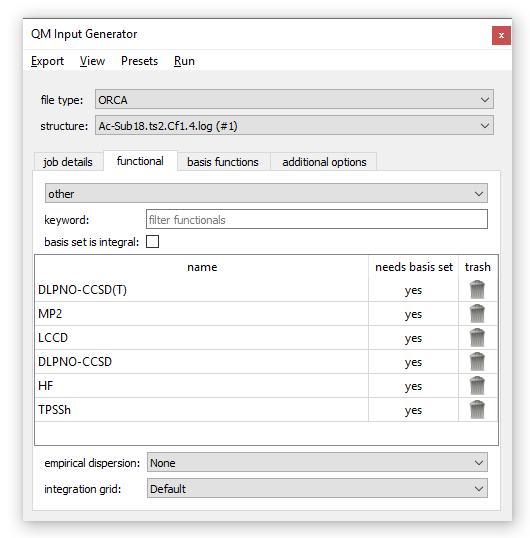 QM Input Generator x
Export View Presets Run
file type: ORCA
structure: Ac-Sub18.ts2.Cf1.4.log (#1)
job details functional basis functions additional options
other
keyword: filter functionals
basis set is integral:
name needs basis set trash
DLPNO-CCSD(T) yes
MP2 yes
LCCD yes
DLPNO-CCSD yes
HF yes
TPSSh yes
empirical dispersion: None
integration grid: Default